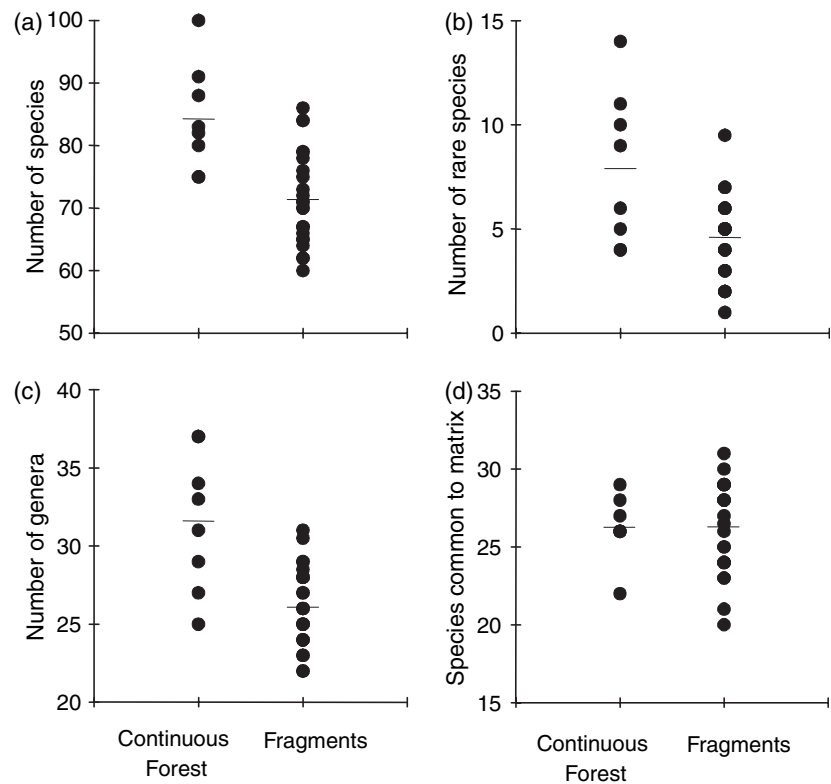 (a)
Number of species
100
90
80
70
60
50
(b)
Number of rare species
15
10
5
0
(c)
Number of genera
40
35
30
25
20
Continuous
Forest
Fragments
(d)
Species common to matrix
35
30
25
20
15
Continuous
Forest
Fragments